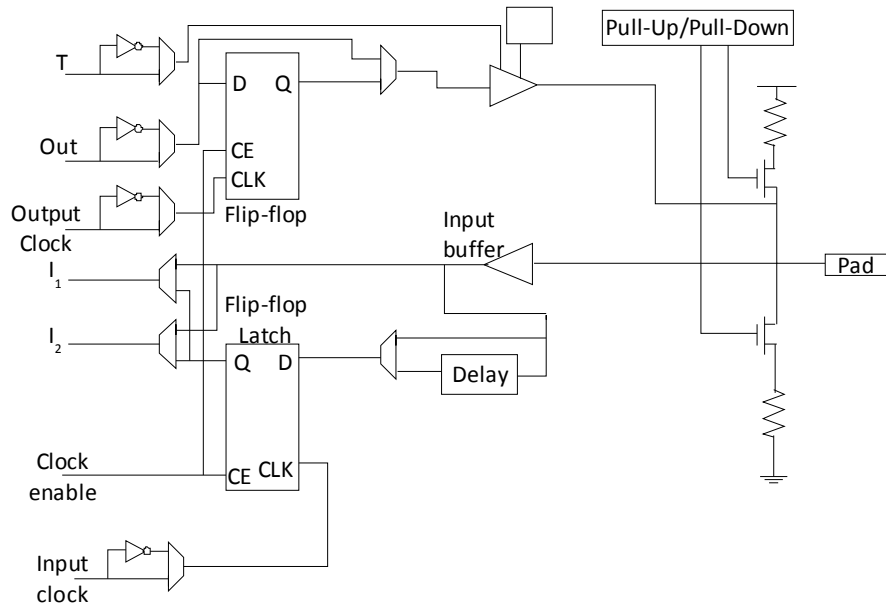 Pull-Up/Pull-Down
T
D
Q
Out
CE
CLK
Output
Clock
Flip-flop
Input
buffer
I1
Pad
I2
Flip-flop
Latch
Q
D
Delay
Clock
enable
CE
CLK
Input
clock